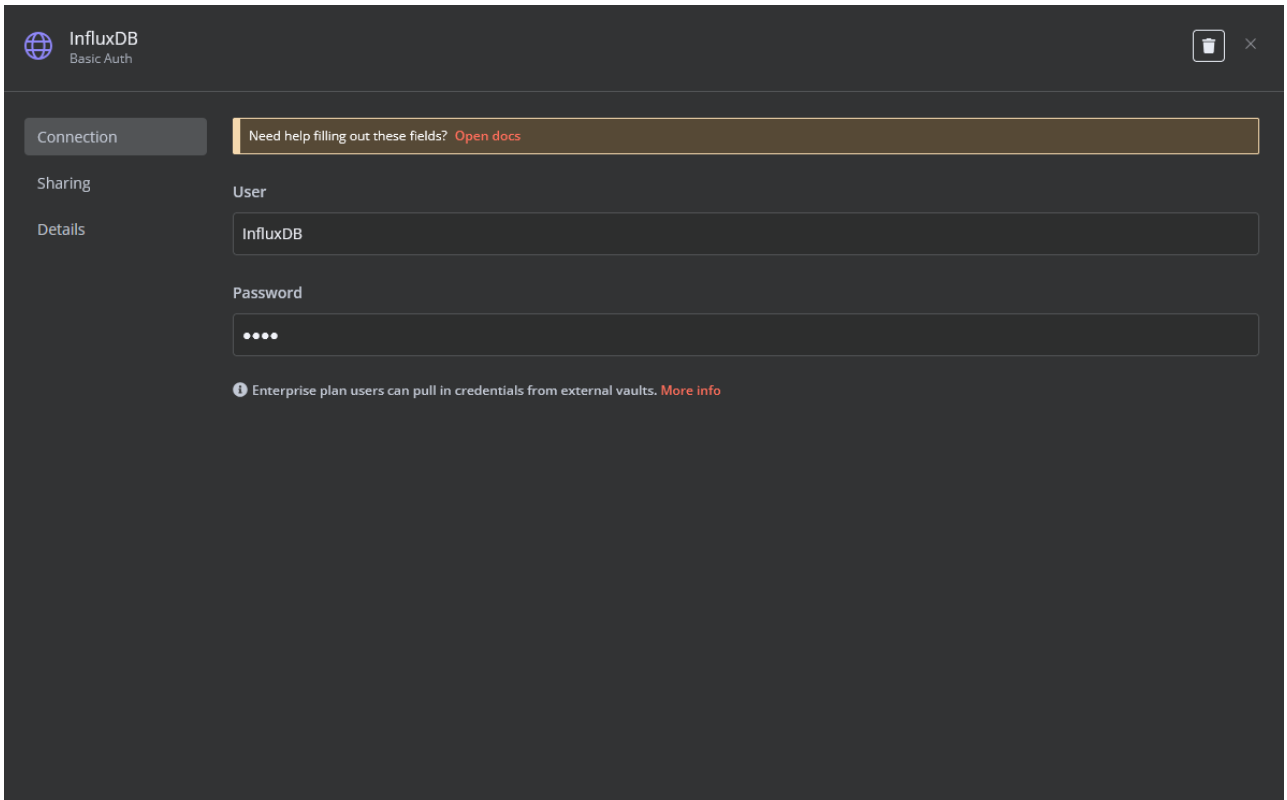 InfluxDB
Basic Auth
Connection
Sharing
Details
Need help filling out these fields? Open docs
User
InfluxDB
Password
••••
Enterprise plan users can pull in credentials from external vaults. More info